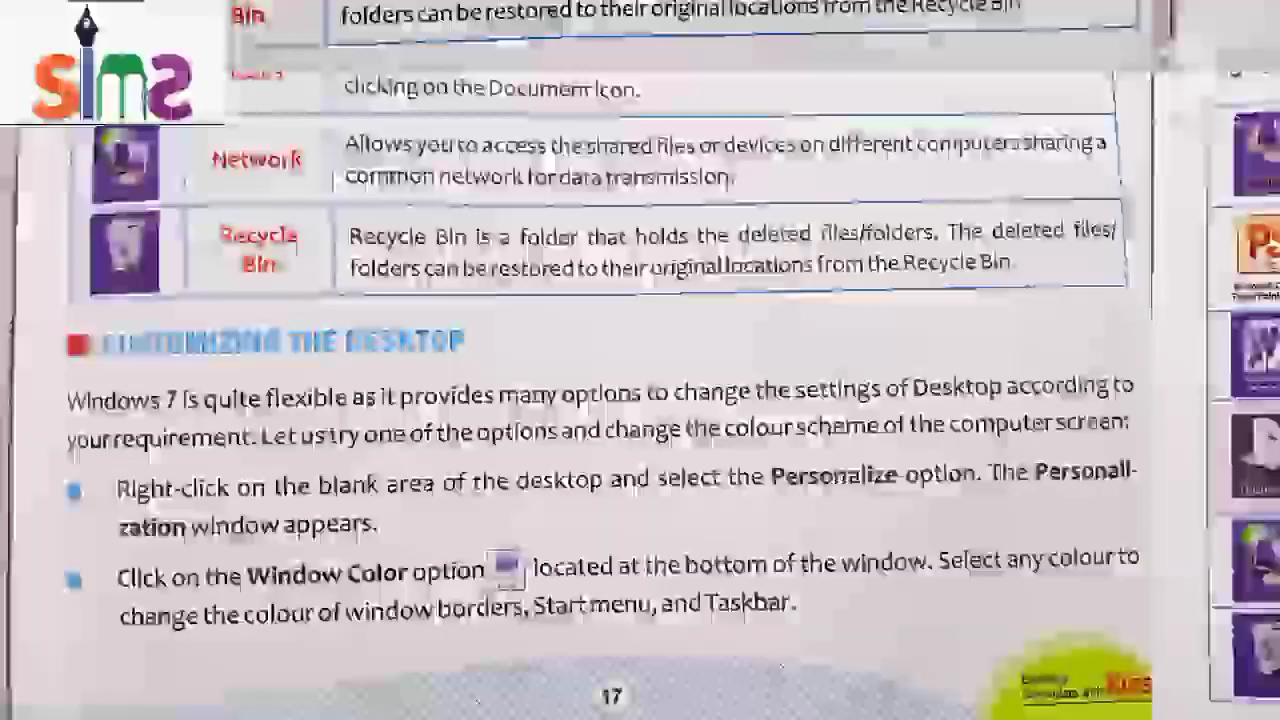 sims
Bin
folders can be restored to their original locations from the Recycle Bin
clicking on the Document Icon.
Network
Allows you to access the shared files or devices on different computers sharing a
common network for data transmission.
Recycle
Bin
Recycle Bin is a folder that holds the deleted files/folders. The deleted files/
folders can be restored to their original locations from the Recycle Bin.
CUSTOMIZING THE DESKTOP
Windows 7 is quite flexible as it provides many options to change the settings of Desktop according to
your requirement. Let us try one of the options and change the colour scheme of the computer screen:
Right-click on the blank area of the desktop and select the Personalize option. The Personali-
zation window appears.
Click on the Window Color option located at the bottom of the window. Select any colour to
change the colour of window borders, Start menu, and Taskbar.
17